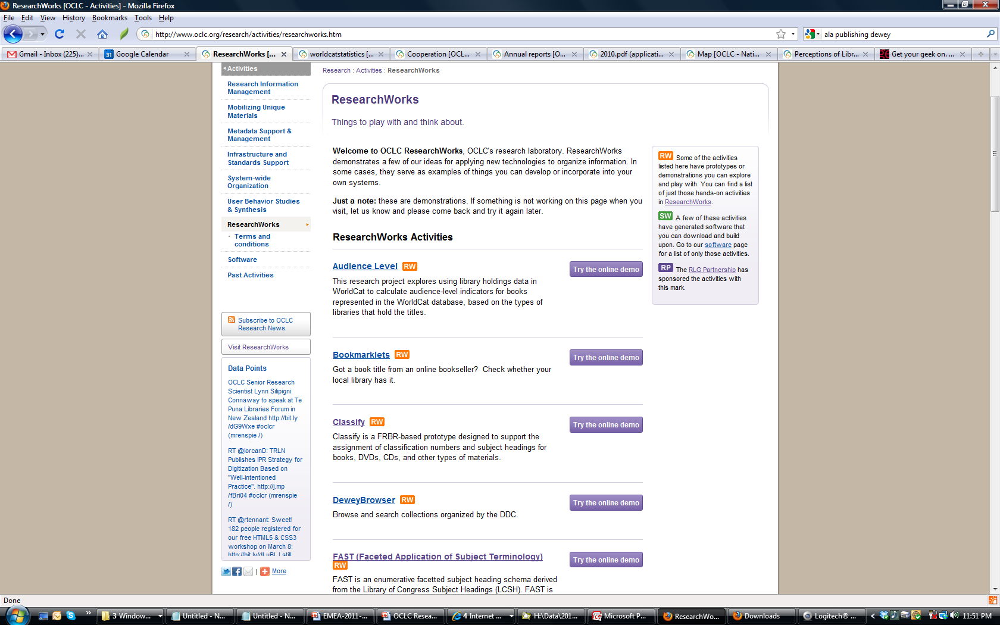 ResearchWorks [OCLC - Activities] - Mozilla Firefox
File Edit View History Bookmarks Tools Help
http://www.oclc.org/research/activities/researchworks.htm
ala publishing dewey
Gmail - Inbox (225)...
31 Google Calendar
ResearchWorks [...
worldcatstatistics [...
Cooperation [OCL...
Annual reports [O...
2010.pdf (applicati...
Map [OCLC - Nati...
Perceptions of Libr...
Get your geek on. ...
Activities
Research Information
Management
Mobilizing Unique
Materials
Metadata Support &
Management
Infrastructure and
Standards Support
System-wide
Organization
User Behavior Studies
& Synthesis
ResearchWorks
Terms and
conditions
Software
Past Activities
Subscribe to OCLC
Research News
Visit ResearchWorks
Data Points
OCLC Senior Research
Scientist Lynn Silipigni
Connaway to speak at Te
Puna Libraries Forum in
New Zealand http://bit.ly
/dG9Wxe #oclcr
(mrenspie /)
RT @lorcanD: TRLN
Publishes IPR Strategy for
Digitization Based on
"Well-intentioned
Practice". http://j.mp
/fBri04 #oclcr (mrenspie
/)
RT @rtennant: Sweet!
182 people registered for
our free HTML5 & CSS3
workshop on March 8:
http://bit.ly/dLuBLI still
More
Research : Activities : ResearchWorks
ResearchWorks
Things to play with and think about.
Welcome to OCLC ResearchWorks, OCLC's research laboratory. ResearchWorks
demonstrates a few of our ideas for applying new technologies to organize information. In
some cases, they serve as examples of things you can develop or incorporate into your
own systems.
Just a note: these are demonstrations. If something is not working on this page when you
visit, let us know and please come back and try it again later.
ResearchWorks Activities
Audience Level RW
Try the online demo
This research project explores using library holdings data in
WorldCat to calculate audience-level indicators for books
represented in the WorldCat database, based on the types of
libraries that hold the titles.
Bookmarklets RW
Try the online demo
Got a book title from an online bookseller? Check whether your
local library has it.
Classify RW
Try the online demo
Classify is a FRBR-based prototype designed to support the
assignment of classification numbers and subject headings for
books, DVDs, CDs, and other types of materials.
DeweyBrowser RW
Try the online demo
Browse and search collections organized by the DDC.
FAST (Faceted Application of Subject Terminology)
RW
Try the online demo
FAST is an enumerative facetted subject heading schema derived
from the Library of Congress Subject Headings (LCSH). FAST is
RW Some of the activities
listed here have prototypes or
demonstrations you can explore
and play with. You can find a list
of just those hands-on activities
in ResearchWorks.
SW A few of these activities
have generated software that
you can download and build
upon. Go to our software page
for a list of only those activities.
RP The RLG Partnership has
sponsored the activities with
this mark.
Done
3 Window...
Untitled - N...
Untitled - N...
EMEA-2011-...
OCLC Resea...
4 Internet ...
H:\Data\201...
Microsoft P...
ResearchWo...
Downloads
Logitech® ...
11:51 PM